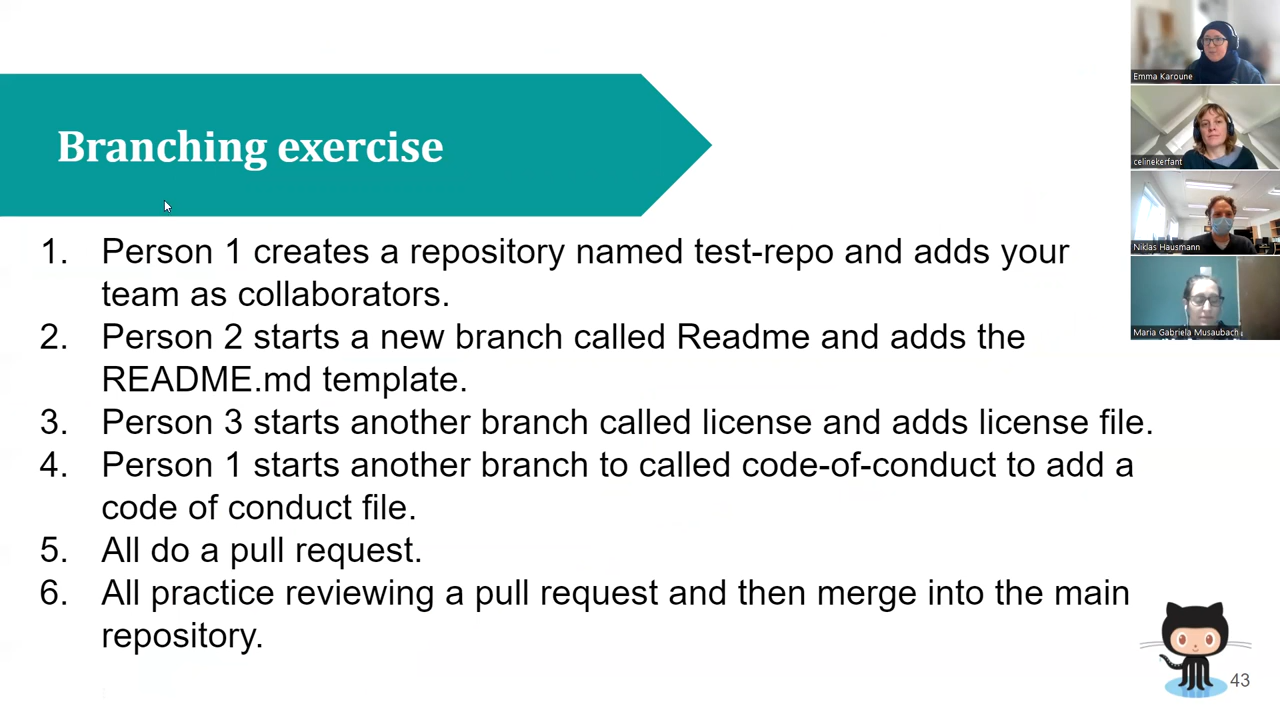 Branching exercise
1. Person 1 creates a repository named test-repo and adds your
team as collaborators.
2. Person 2 starts a new branch called Readme and adds the
README.md template.
3. Person 3 starts another branch called license and adds license file.
4. Person 1 starts another branch to called code-of-conduct to add a
code of conduct file.
5. All do a pull request.
6. All practice reviewing a pull request and then merge into the main
repository.
43
Emma Karoune
celinekerfant
Niklas Hausmann
Maria Gabriela Musaubach